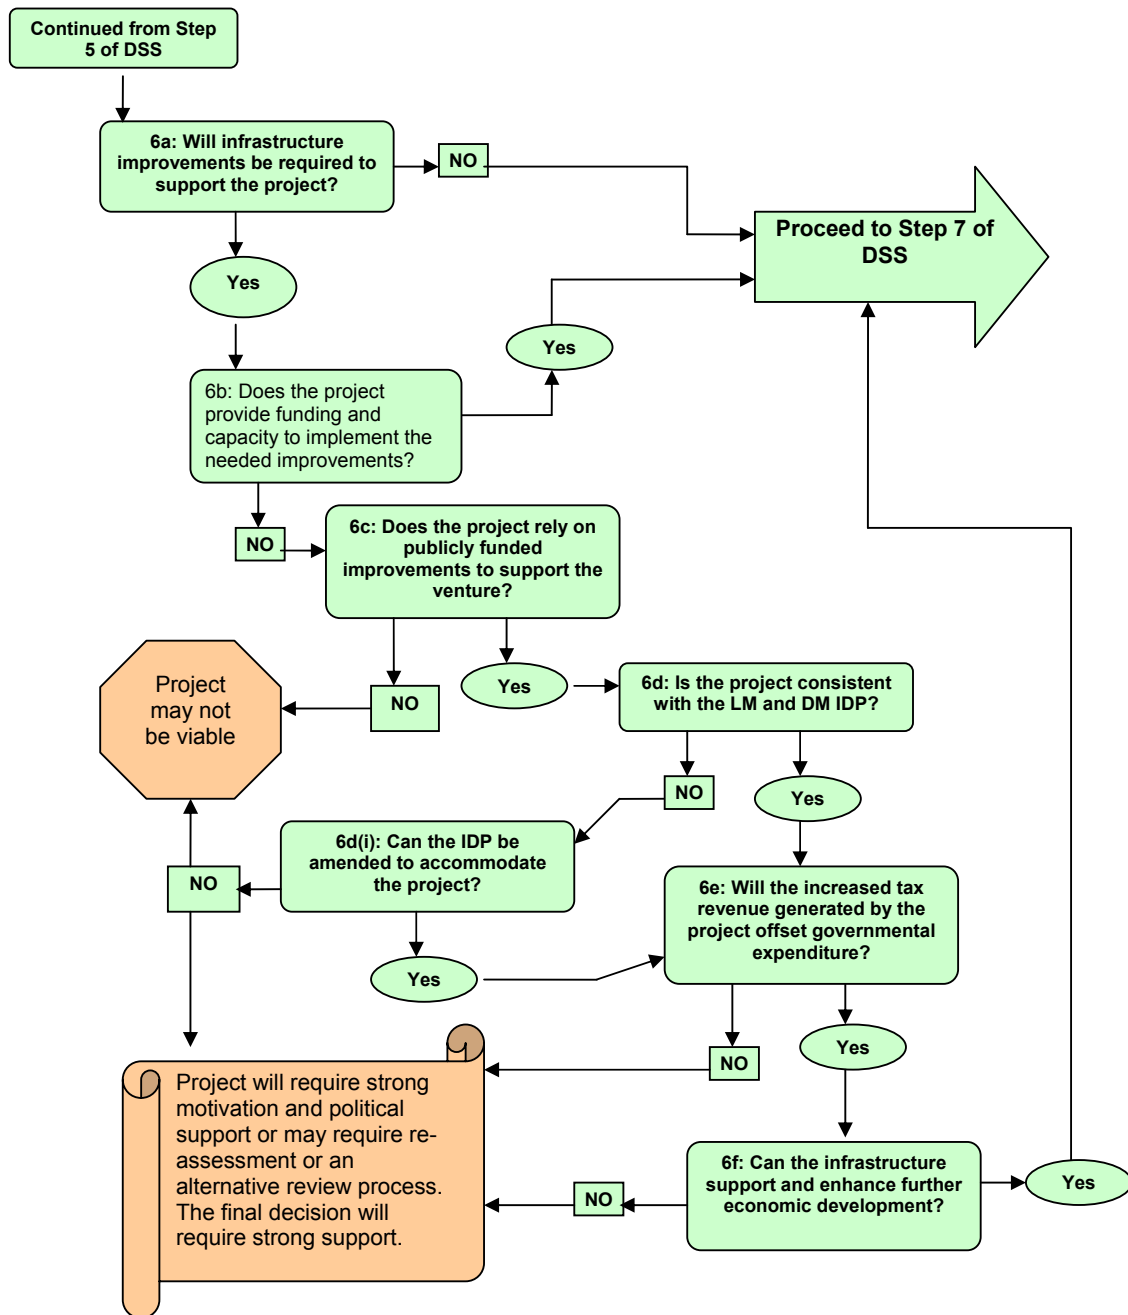 Continued from Step
5 of DSS
6a: Will infrastructure
improvements be required to
support the project?
NO
Proceed to Step 7 of
DSS
Yes
Yes
6b: Does the project
provide funding and
capacity to implement the
needed improvements?
NO
6c: Does the project rely on
publicly funded
improvements to support the
venture?
Project
may not
be viable
NO
Yes
6d: Is the project consistent
with the LM and DM IDP?
NO
Yes
6d(i): Can the IDP be
amended to accommodate
the project?
NO
Yes
6e: Will the increased tax
revenue generated by the
project offset governmental
expenditure?
NO
Yes
Project will require strong
motivation and political
support or may require re-
assessment or an
alternative review process.
The final decision will
require strong support.
6f: Can the infrastructure
support and enhance further
economic development?
NO
Yes